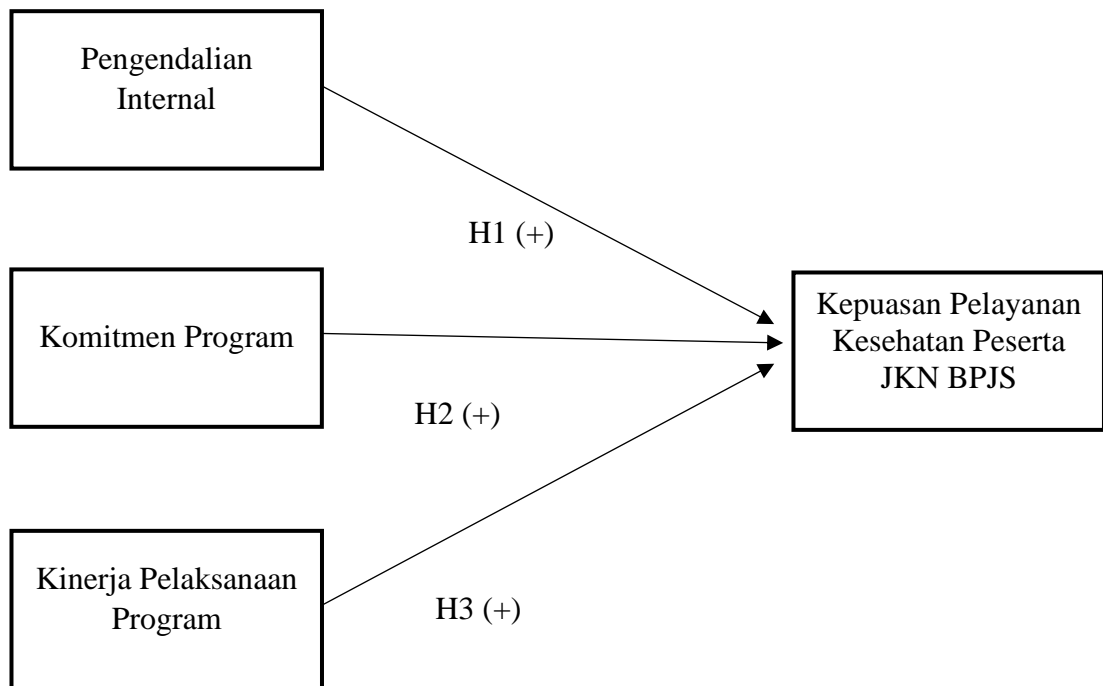 Pengendalian
Internal
H1 (+)
Komitmen Program
Kepuasan Pelayanan
Kesehatan Peserta
JKN BPJS
H2 (+)
Kinerja Pelaksanaan
Program
H3 (+)